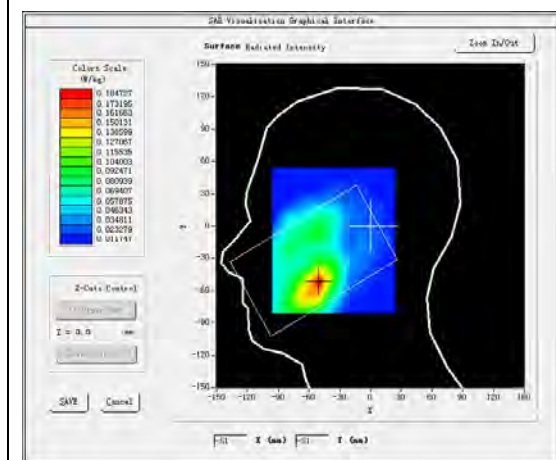 SAR Visualisation Graphical Interface
Surface Radiated Intensity
Zoom In/Out
Colors Scale
(W/kg)
0.184727
0.173195
0.161663
0.150131
0.138599
0.127067
0.115535
0.104003
0.092471
0.080939
0.069407
0.057875
0.046343
0.034811
0.023279
0.011747
150
120
90
60
30
0
-30
-60
-90
-120
-150
Y
-150 -120 -90 -60 -30 0 30 60 90 120 150
X
Z-Cuts Control
Z = 0.0 mm
SAVE Cancel
-51 X (mm) -51 Y (mm)